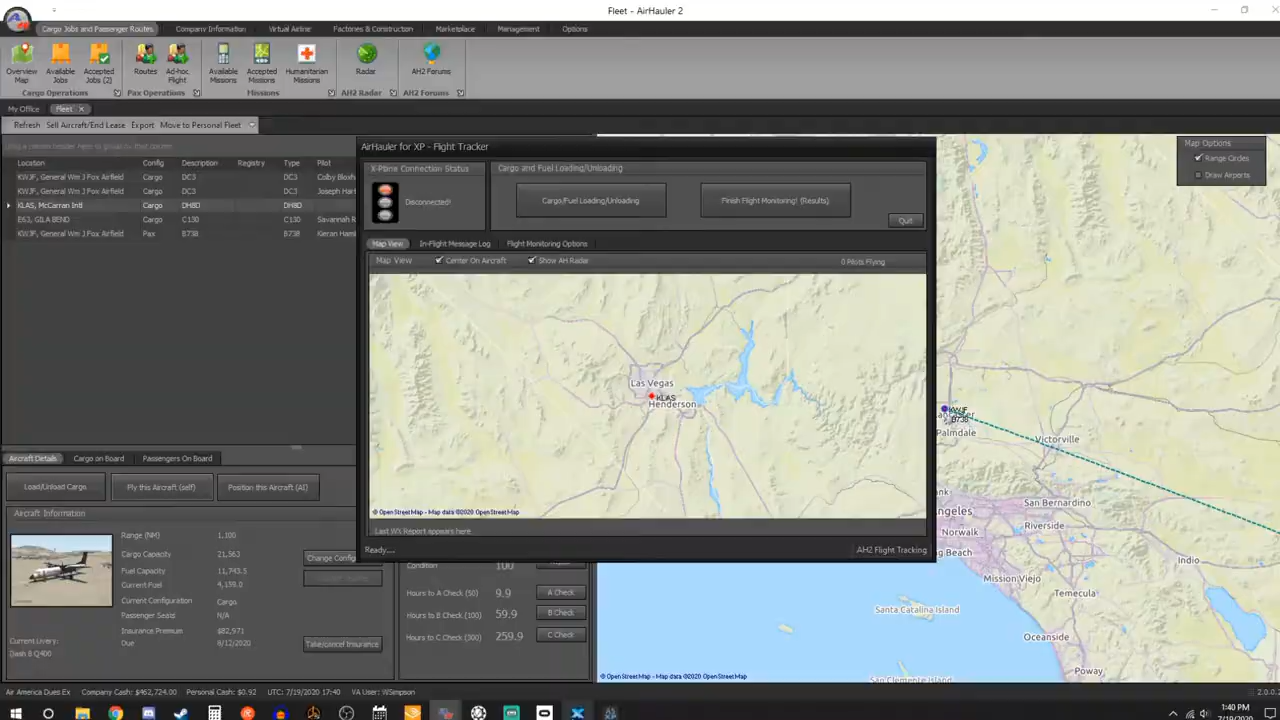 Fleet - AirHauler 2
Cargo Jobs and Passenger Routes
Company Information
Virtual Airline
Factories & Construction
Marketplace
Management
Options
Overview Map
Available Jobs
Accepted Jobs (2)
Routes
Ad-hoc Flight
Available Missions
Accepted Missions
Humanitarian Missions
Radar
AH2 Forums
Cargo Operations
Pax Operations
Missions
AH2 Radar
AH2 Forums
My Office
Fleet
Refresh
Sell Aircraft/End Lease
Export
Move to Personal Fleet
Location Config Description Registry Type Pilot
KWJF, General Wm J Fox Airfield Cargo DC3 DC3 Colby Bloxh
KWJF, General Wm J Fox Airfield Cargo DC3 DC3 Joseph Hart
KLAS, McCarran Intl Cargo DH8D DH8D
E63, GILA BEND Cargo C130 C130 Savannah R
KWJF, General Wm J Fox Airfield Pax B738 B738 Kieran Ham
AirHauler for XP - Flight Tracker
X-Plane Connection Status
Disconnected!
Cargo and Fuel Loading/Unloading
Cargo/Fuel Loading/Unloading
Finish Flight Monitoring! (Results)
Quit
Map View
In-Flight Message Log
Flight Monitoring Options
Map View
Center On Aircraft
Show AH Radar
0 Pilots Flying
Las Vegas
KLAS
Henderson
© OpenStreetMap - Map data ©2020 OpenStreetMap
Last WX Report appears here
Ready....
AH2 Flight Tracking
Map Options
Range Circles
Draw Airports
KWJF
B738
Palmdale
Victorville
San Bernardino
Riverside
Norwalk
Indio
Mission Viejo
Temecula
Santa Catalina Island
Oceanside
Poway
San Clemente Island
© OpenStreetMap - Map data ©2020 OpenStreetMap
Aircraft Details
Cargo on Board
Passengers On Board
Load/Unload Cargo
Fly this Aircraft (self)
Position this Aircraft (AI)
Aircraft Information
Range (NM) 1,100
Cargo Capacity 21,563
Fuel Capacity 11,743.5
Current Fuel 4,159.0
Current Configuration Cargo
Passenger Seats N/A
Insurance Premium $82,971
Due 8/12/2020
Current Livery:
Dash 8 Q400
Change Config
Take/cancel Insurance
Condition 100
Hours to A Check (50) 9.9 A Check
Hours to B Check (100) 59.9 B Check
Hours to C Check (300) 259.9 C Check
Air America Dues Ex
Company Cash: $462,724.00
Personal Cash: $0.92
UTC: 7/19/2020 17:40
VA User: WSimpson
2.0.0.
1:40 PM
7/19/2020